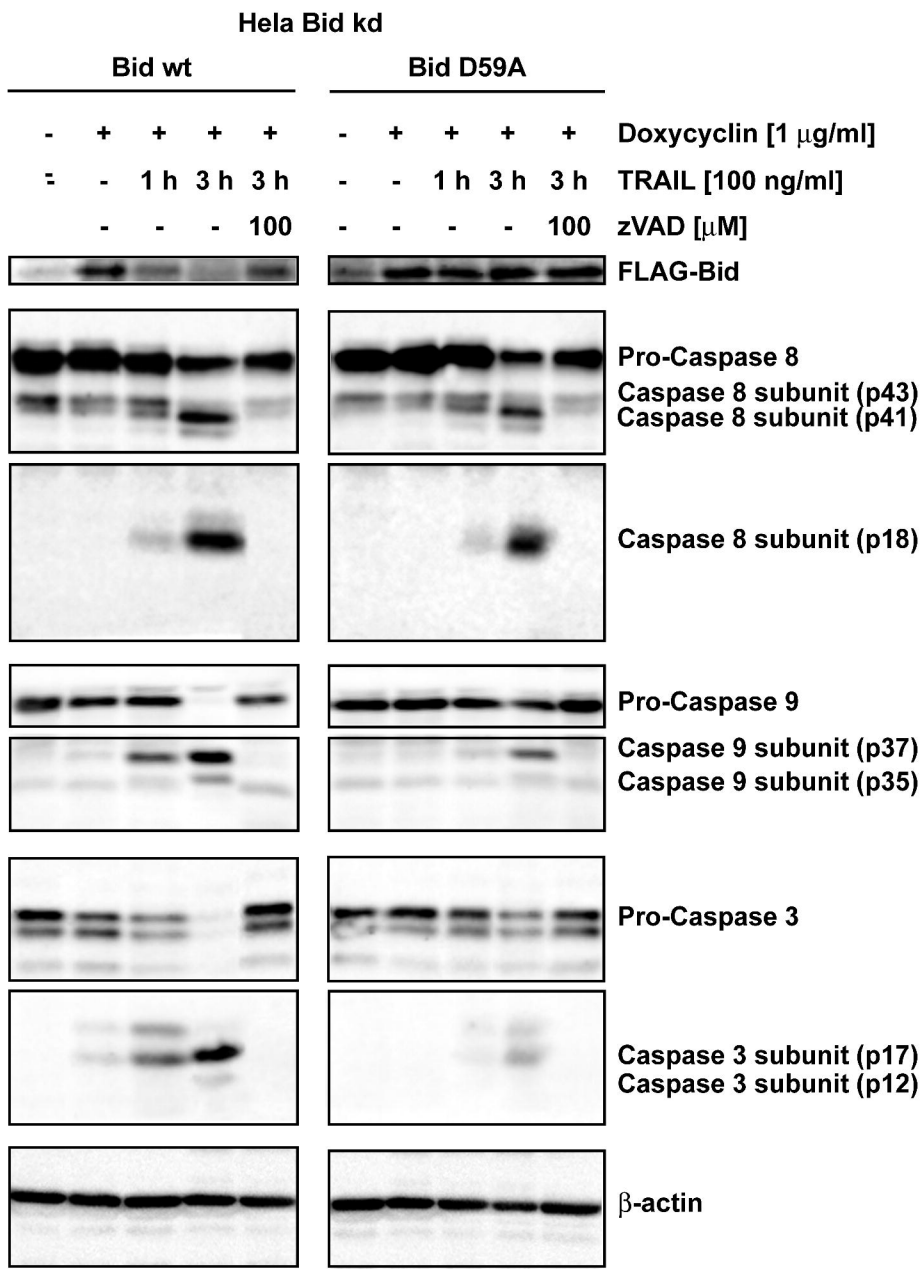 Hela Bid kd
Bid wt Bid D59A
- + + + + - + + + + Doxycyclin [1 μg/ml]
- - - 1 h 3 h 3 h - - 1 h 3 h 3 h TRAIL [100 ng/ml]
- - - 100 - - - - 100 zVAD [μM]
FLAG-Bid
Pro-Caspase 8
Caspase 8 subunit (p43)
Caspase 8 subunit (p41)
Caspase 8 subunit (p18)
Pro-Caspase 9
Caspase 9 subunit (p37)
Caspase 9 subunit (p35)
Pro-Caspase 3
Caspase 3 subunit (p17)
Caspase 3 subunit (p12)
β-actin